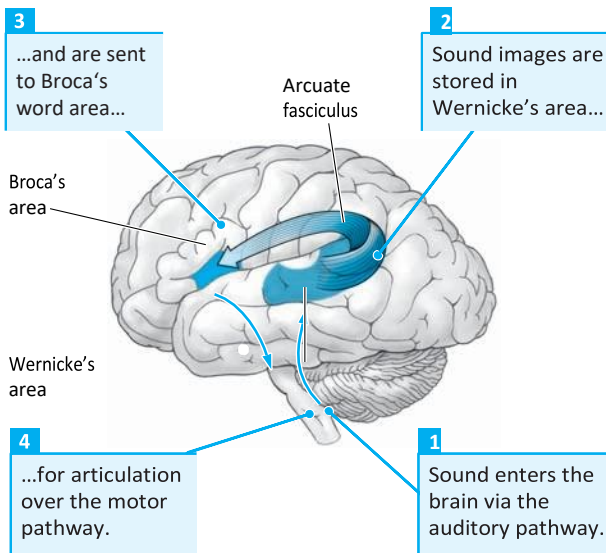 3
…and are sent
to Broca‘s
word area…
2
Sound images are
stored in
Wernicke’s area…
Arcuate
fasciculus
Broca’s
area
Wernicke’s
area
4
…for articulation
over the motor
pathway.
1
Sound enters the
brain via the
auditory pathway.